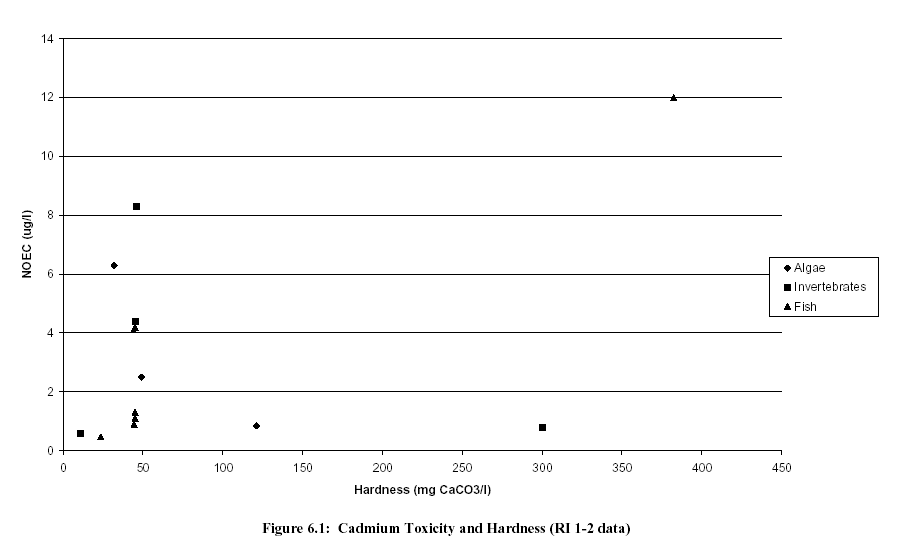 14
12
10
8
6
4
2
0
NOEC (ug/l)
0 50 100 150 200 250 300 350 400 450
Hardness (mg CaCO3/l)
Algae
Invertebrates
Fish
Figure 6.1: Cadmium Toxicity and Hardness (RI 1-2 data)